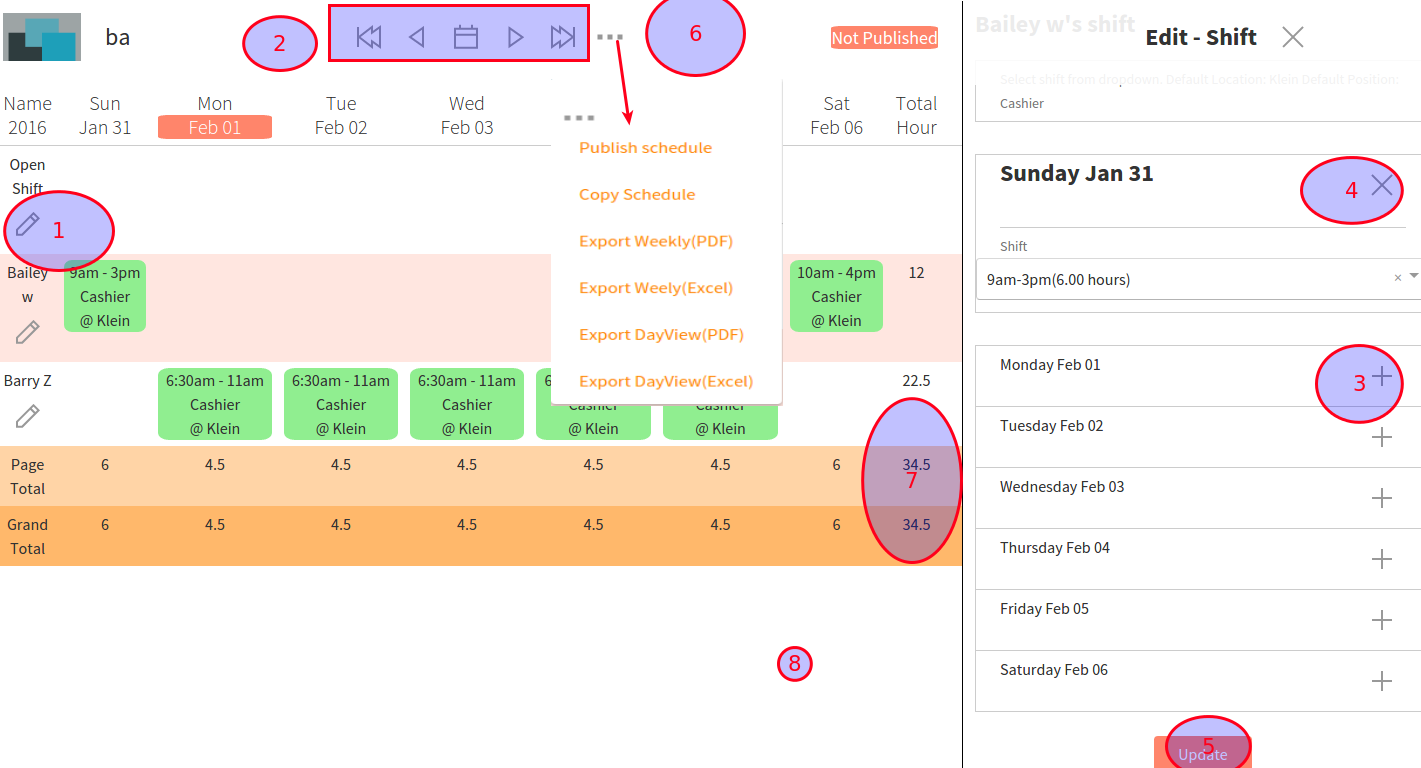 ba
2
6
Not Published
Name
2016
Sun
Jan 31
Mon
Feb 01
Tue
Feb 02
Wed
Feb 03
Sat
Feb 06
Total
Hour
Publish schedule
Copy Schedule
Export Weekly(PDF)
Export Weely(Excel)
Export DayView(PDF)
Export DayView(Excel)
Open
Shift
1
Bailey
w
9am - 3pm
Cashier
@ Klein
10am - 4pm
Cashier
@ Klein
12
Barry Z
6:30am - 11am
Cashier
@ Klein
6:30am - 11am
Cashier
@ Klein
6:30am - 11am
Cashier
@ Klein
6
Cashier
@ Klein
Cashier
@ Klein
22.5
Page
Total
6 4.5 4.5 4.5 4.5 4.5 6 34.5
7
Grand
Total
6 4.5 4.5 4.5 4.5 4.5 6 34.5
8
Bailey w's shift
Edit - Shift
Select shift from dropdown. Default Location: Klein Default Position:
Cashier
Sunday Jan 31
4
Shift
9am-3pm(6.00 hours)
×
Monday Feb 01
3
Tuesday Feb 02
Wednesday Feb 03
Thursday Feb 04
Friday Feb 05
Saturday Feb 06
5
Update